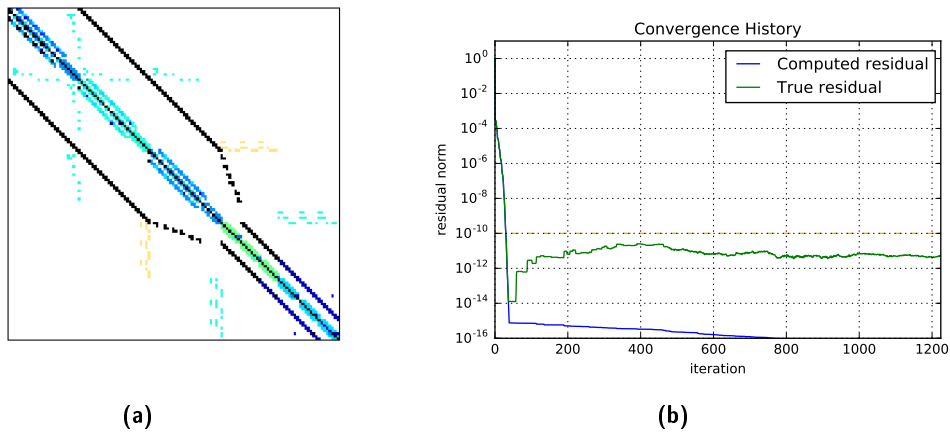 Convergence History
10^0
10^-2
10^-4
10^-6
10^-8
10^-10
10^-12
10^-14
10^-16
residual norm
Computed residual
True residual
0 200 400 600 800 1000 1200
iteration
(a) (b)